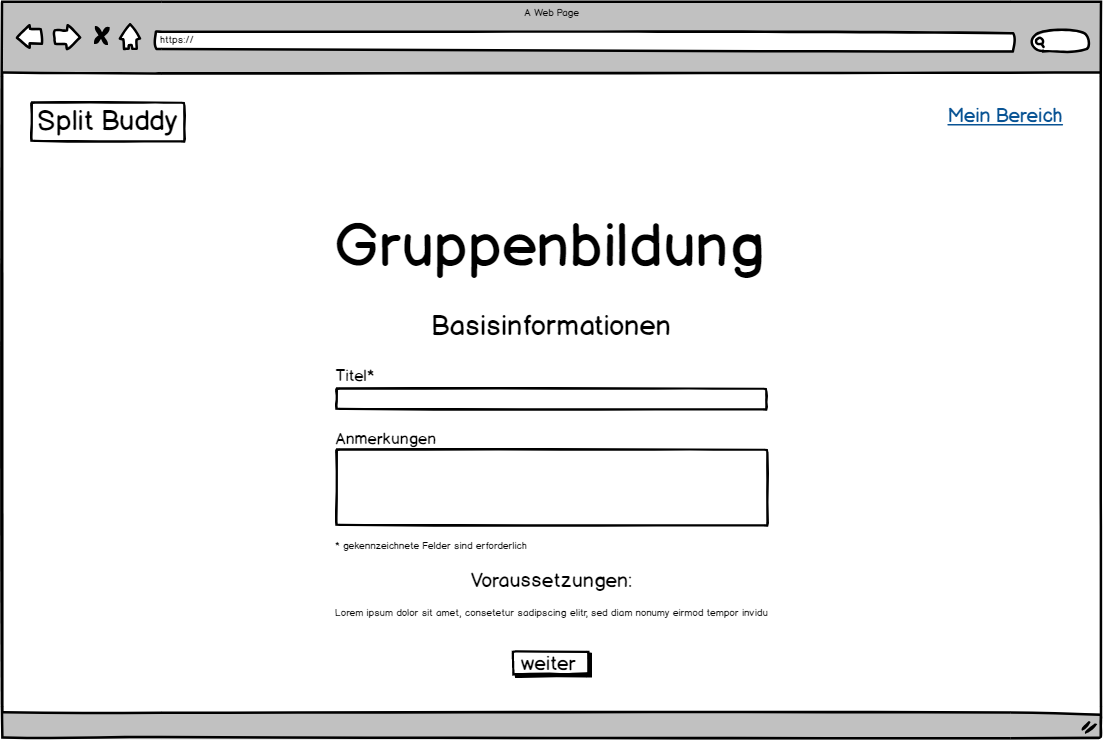 A Web Page
https://
Split Buddy
Mein Bereich
Gruppenbildung
Basisinformationen
Titel*
Anmerkungen
* gekennzeichnete Felder sind erforderlich
Voraussetzungen:
Lorem ipsum dolor sit amet, consetetur sadipscing elitr, sed diam nonumy eirmod tempor invidu
weiter